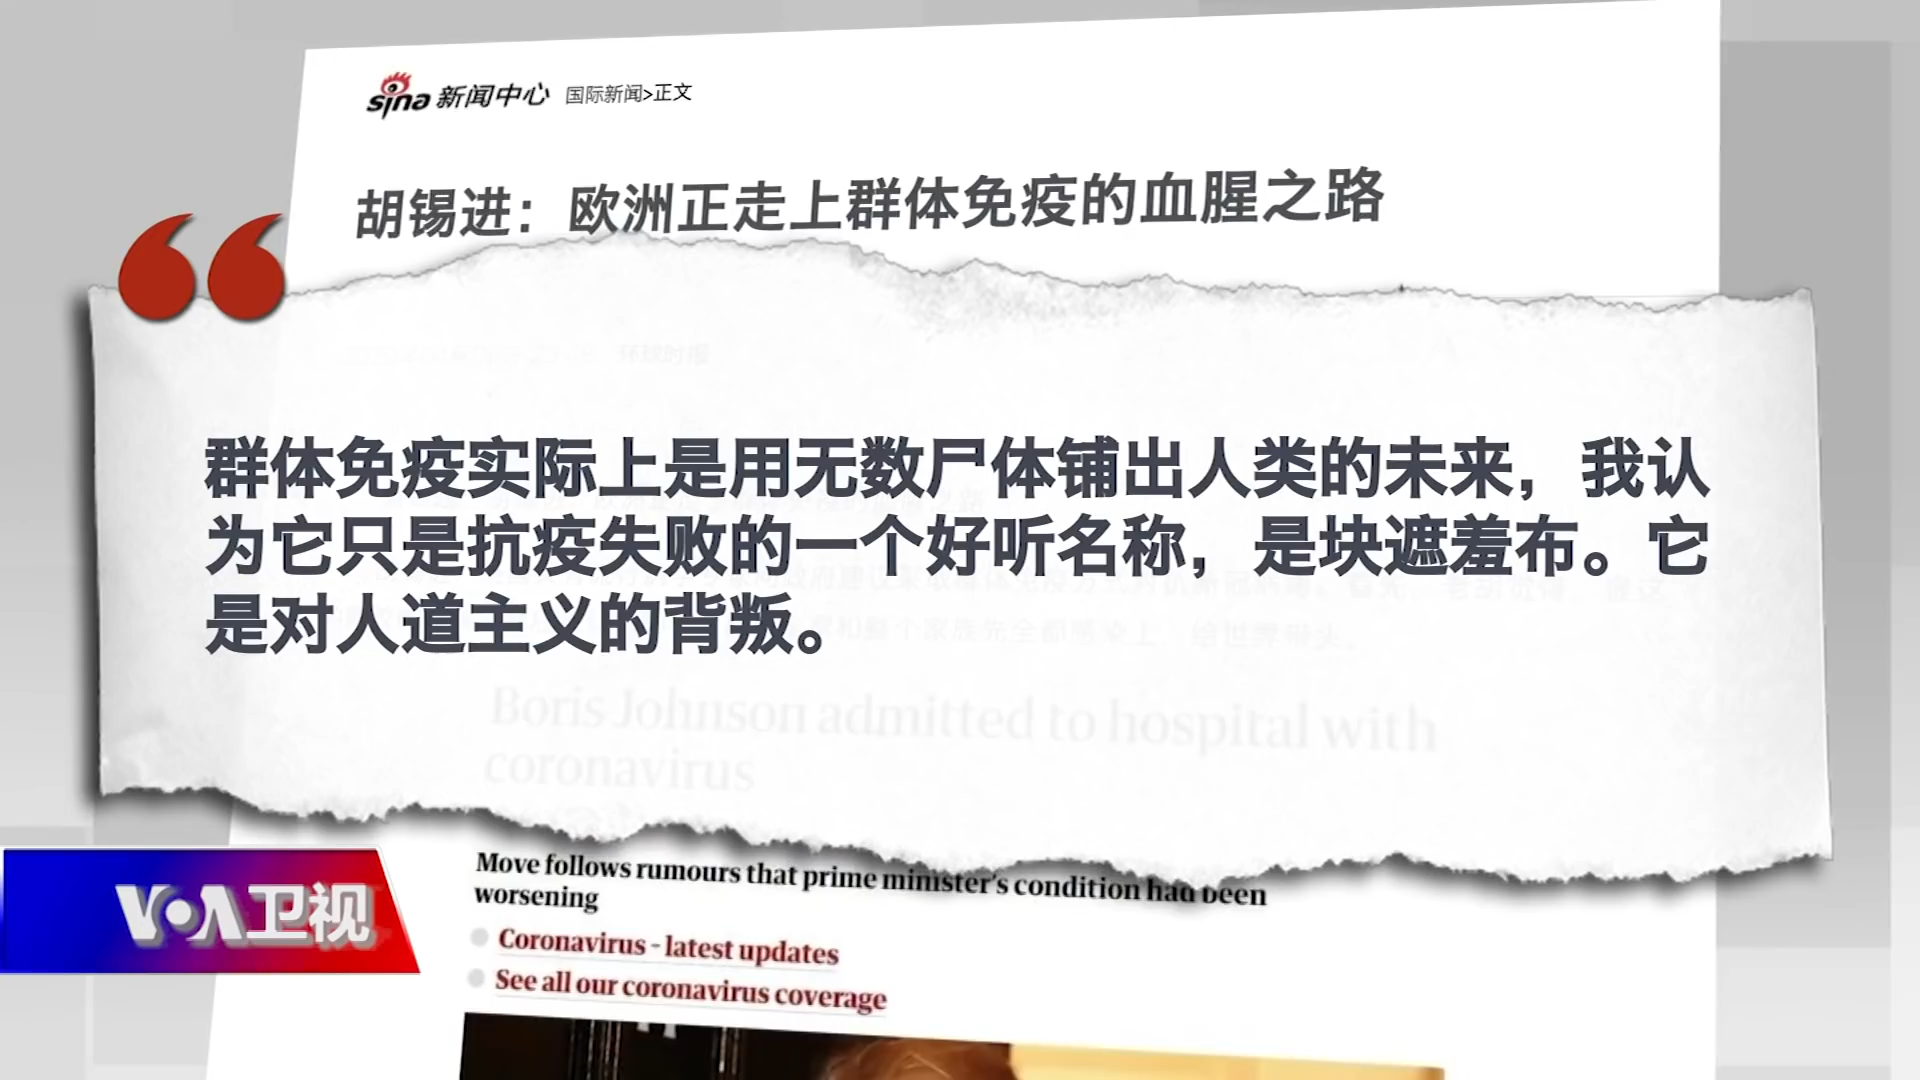 sina 新闻中心 国际新闻>正文
胡锡进：欧洲正走上群体免疫的血腥之路
环球时报
群体免疫实际上是用无数尸体铺出人类的未来，我认
为它只是抗疫失败的一个好听名称，是块遮羞布。它
是对人道主义的背叛。
Boris Johnson admitted to hospital with
coronavirus
Move follows rumours that prime minister's condition had been
worsening
Coronavirus - latest updates
See all our coronavirus coverage
VOA卫视